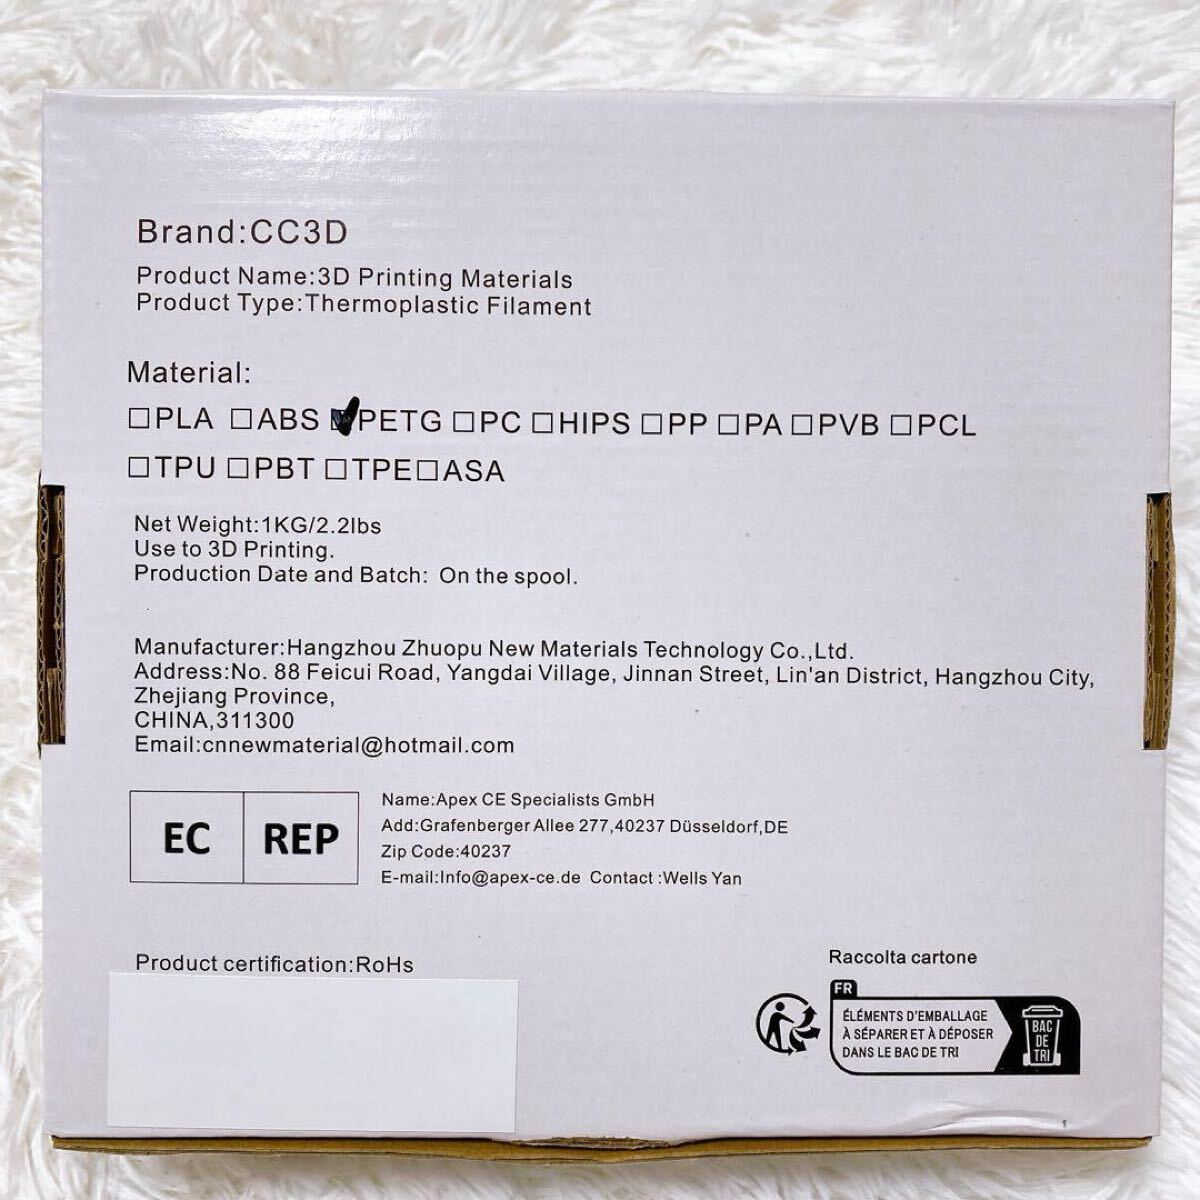 Brand:CC3D
Product Name:3D Printing Materials
Product Type:Thermoplastic Filament
Material:
☐PLA ☐ABS ☑PETG ☐PC ☐HIPS ☐PP ☐PA ☐PVB ☐PCL
☐TPU ☐PBT ☐TPE☐ASA
Net Weight:1KG/2.2lbs
Use to 3D Printing.
Production Date and Batch: On the spool.
Manufacturer:Hangzhou Zhuopu New Materials Technology Co.,Ltd.
Address:No. 88 Feicui Road, Yangdai Village, Jinnan Street, Lin'an District, Hangzhou City,
Zhejiang Province,
CHINA,311300
Email:cnnewmaterial@hotmail.com
EC REP
Name:Apex CE Specialists GmbH
Add:Grafenberger Allee 277,40237 Düsseldorf,DE
Zip Code:40237
E-mail:Info@apex-ce.de Contact :Wells Yan
Product certification:RoHs
Raccolta cartone
FR
ÉLÉMENTS D'EMBALLAGE
À SÉPARER ET À DÉPOSER
DANS LE BAC DE TRI
BAC
DE
TRI